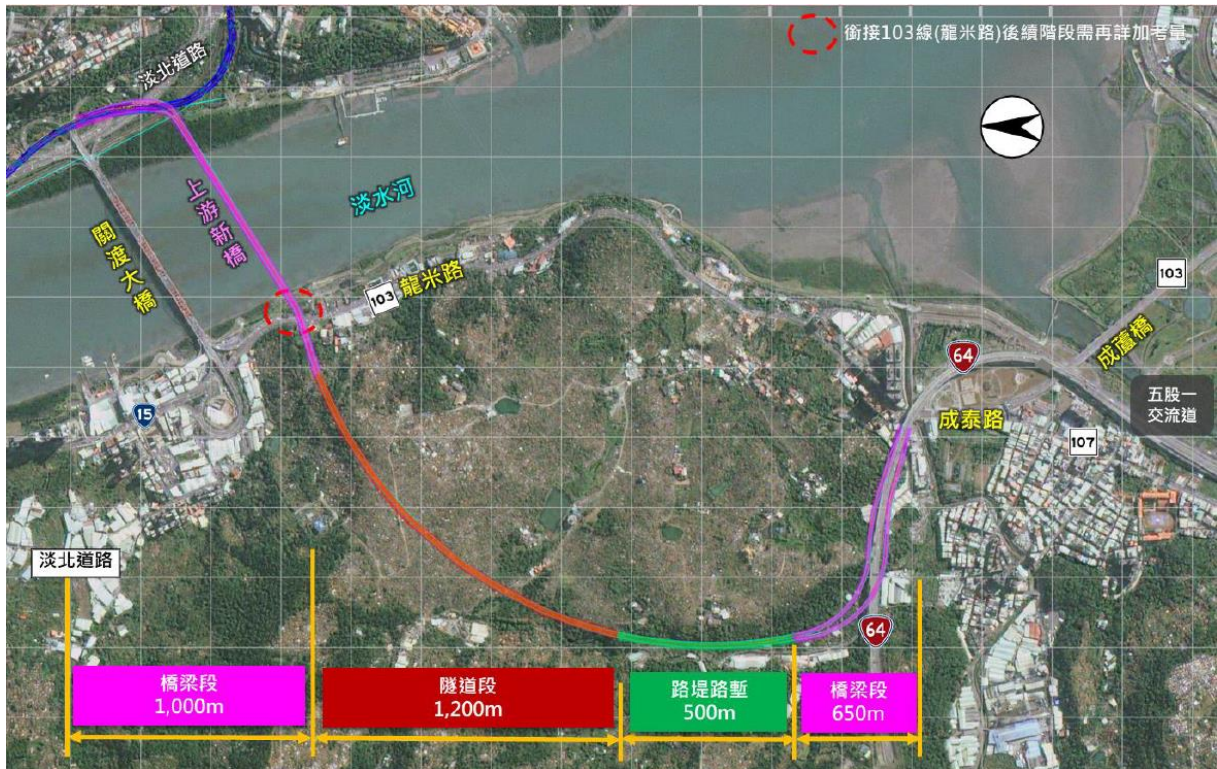 銜接103線(龍米路)後續階段需再詳加考量
淡北道路
上游新橋
淡水河
關渡大橋
103
龍米路
103
成蘆橋
64
五股一
交流道
成泰路
15
107
淡北道路
64
橋梁段
1,000m
隧道段
1,200m
路堤路塹
500m
橋梁段
650m